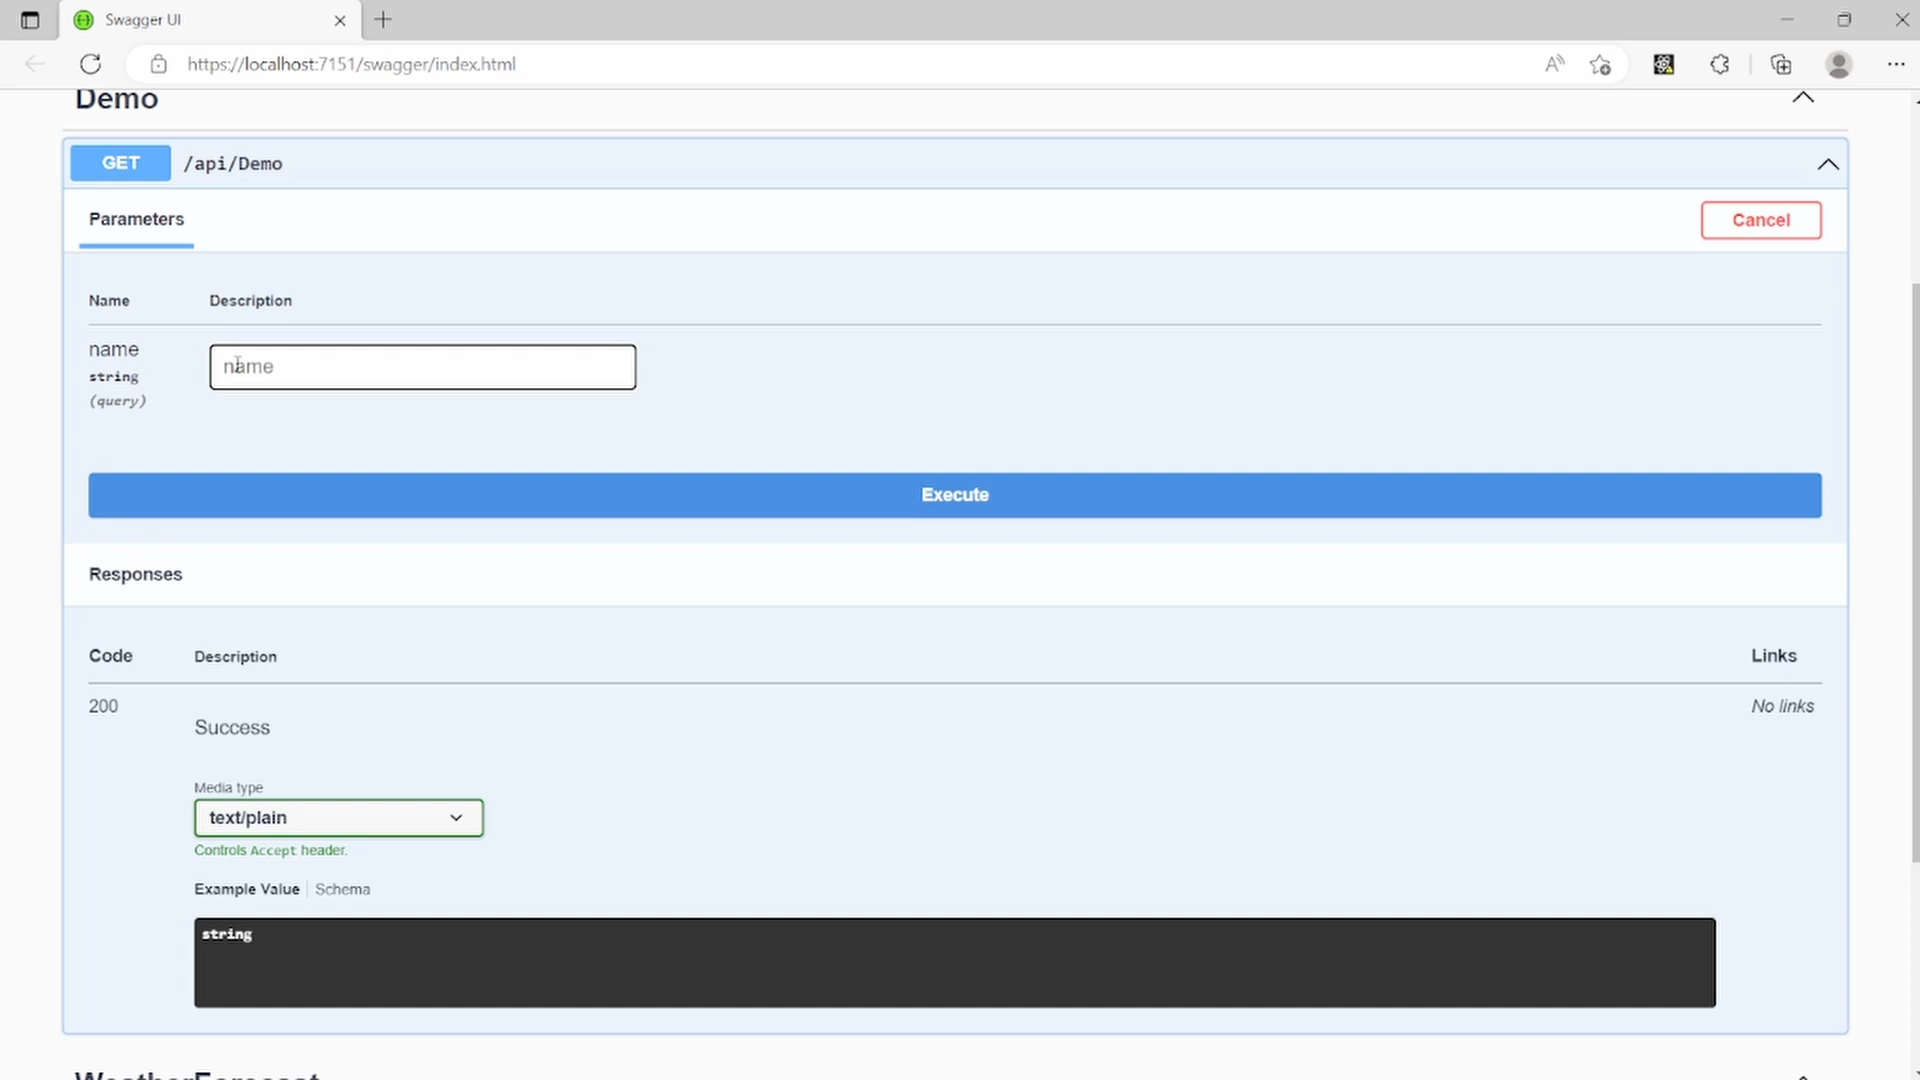 Swagger UI
https://localhost:7151/swagger/index.html
Demo
GET /api/Demo
Parameters
Cancel
Name Description
name
string
(query)
name
Execute
Responses
Code Description Links
200 No links
Success
Media type
text/plain
Controls Accept header.
Example Value Schema
string
WeatherForecast